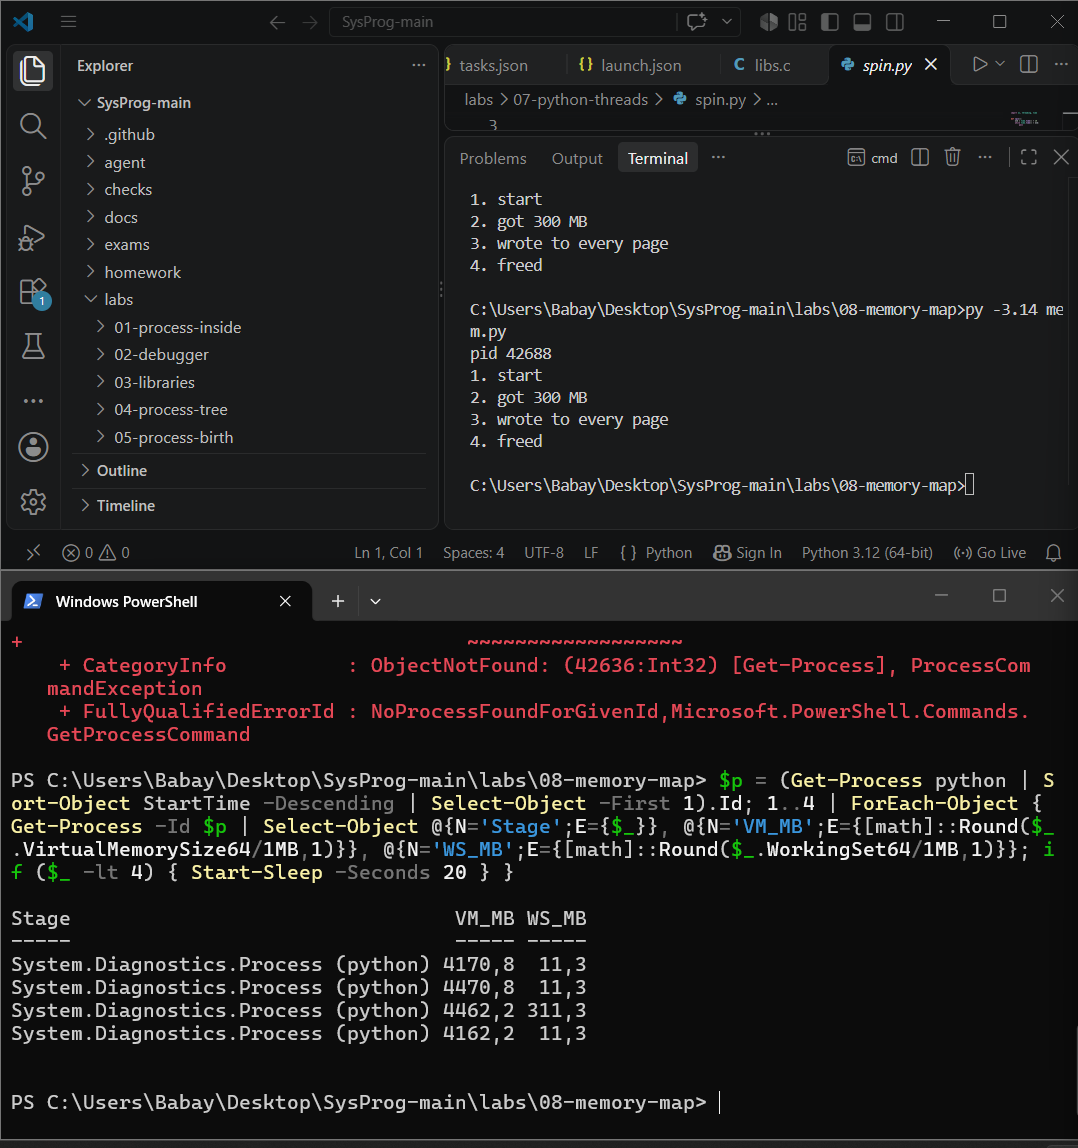 SysProg-main
Explorer
SysProg-main
.github
agent
checks
docs
exams
homework
labs
01-process-inside
02-debugger
03-libraries
04-process-tree
05-process-birth
Outline
Timeline
1
} tasks.json
{} launch.json
C libs.c
spin.py
labs > 07-python-threads > spin.py > ...
3
Problems
Output
Terminal
cmd
1. start
2. got 300 MB
3. wrote to every page
4. freed
C:\Users\Babay\Desktop\SysProg-main\labs\08-memory-map>py -3.14 me
m.py
pid 42688
1. start
2. got 300 MB
3. wrote to every page
4. freed
C:\Users\Babay\Desktop\SysProg-main\labs\08-memory-map>
0 0
Ln 1, Col 1
Spaces: 4
UTF-8
LF
{ } Python
Sign In
Python 3.12 (64-bit)
Go Live
Windows PowerShell
+                                      ~~~~~~~~~~~~~~~~~~
    + CategoryInfo          : ObjectNotFound: (42636:Int32) [Get-Process], ProcessCom
   mandException
    + FullyQualifiedErrorId : NoProcessFoundForGivenId,Microsoft.PowerShell.Commands.
   GetProcessCommand
PS C:\Users\Babay\Desktop\SysProg-main\labs\08-memory-map> $p = (Get-Process python | S
ort-Object StartTime -Descending | Select-Object -First 1).Id; 1..4 | ForEach-Object {
Get-Process -Id $p | Select-Object @{N='Stage';E={$_}}, @{N='VM_MB';E={[math]::Round($_
.VirtualMemorySize64/1MB,1)}}, @{N='WS_MB';E={[math]::Round($_.WorkingSet64/1MB,1)}}; i
f ($_ -lt 4) { Start-Sleep -Seconds 20 } }
Stage                                VM_MB WS_MB
-----                                ----- -----
System.Diagnostics.Process (python) 4170,8  11,3
System.Diagnostics.Process (python) 4470,8  11,3
System.Diagnostics.Process (python) 4462,2 311,3
System.Diagnostics.Process (python) 4162,2  11,3
PS C:\Users\Babay\Desktop\SysProg-main\labs\08-memory-map>